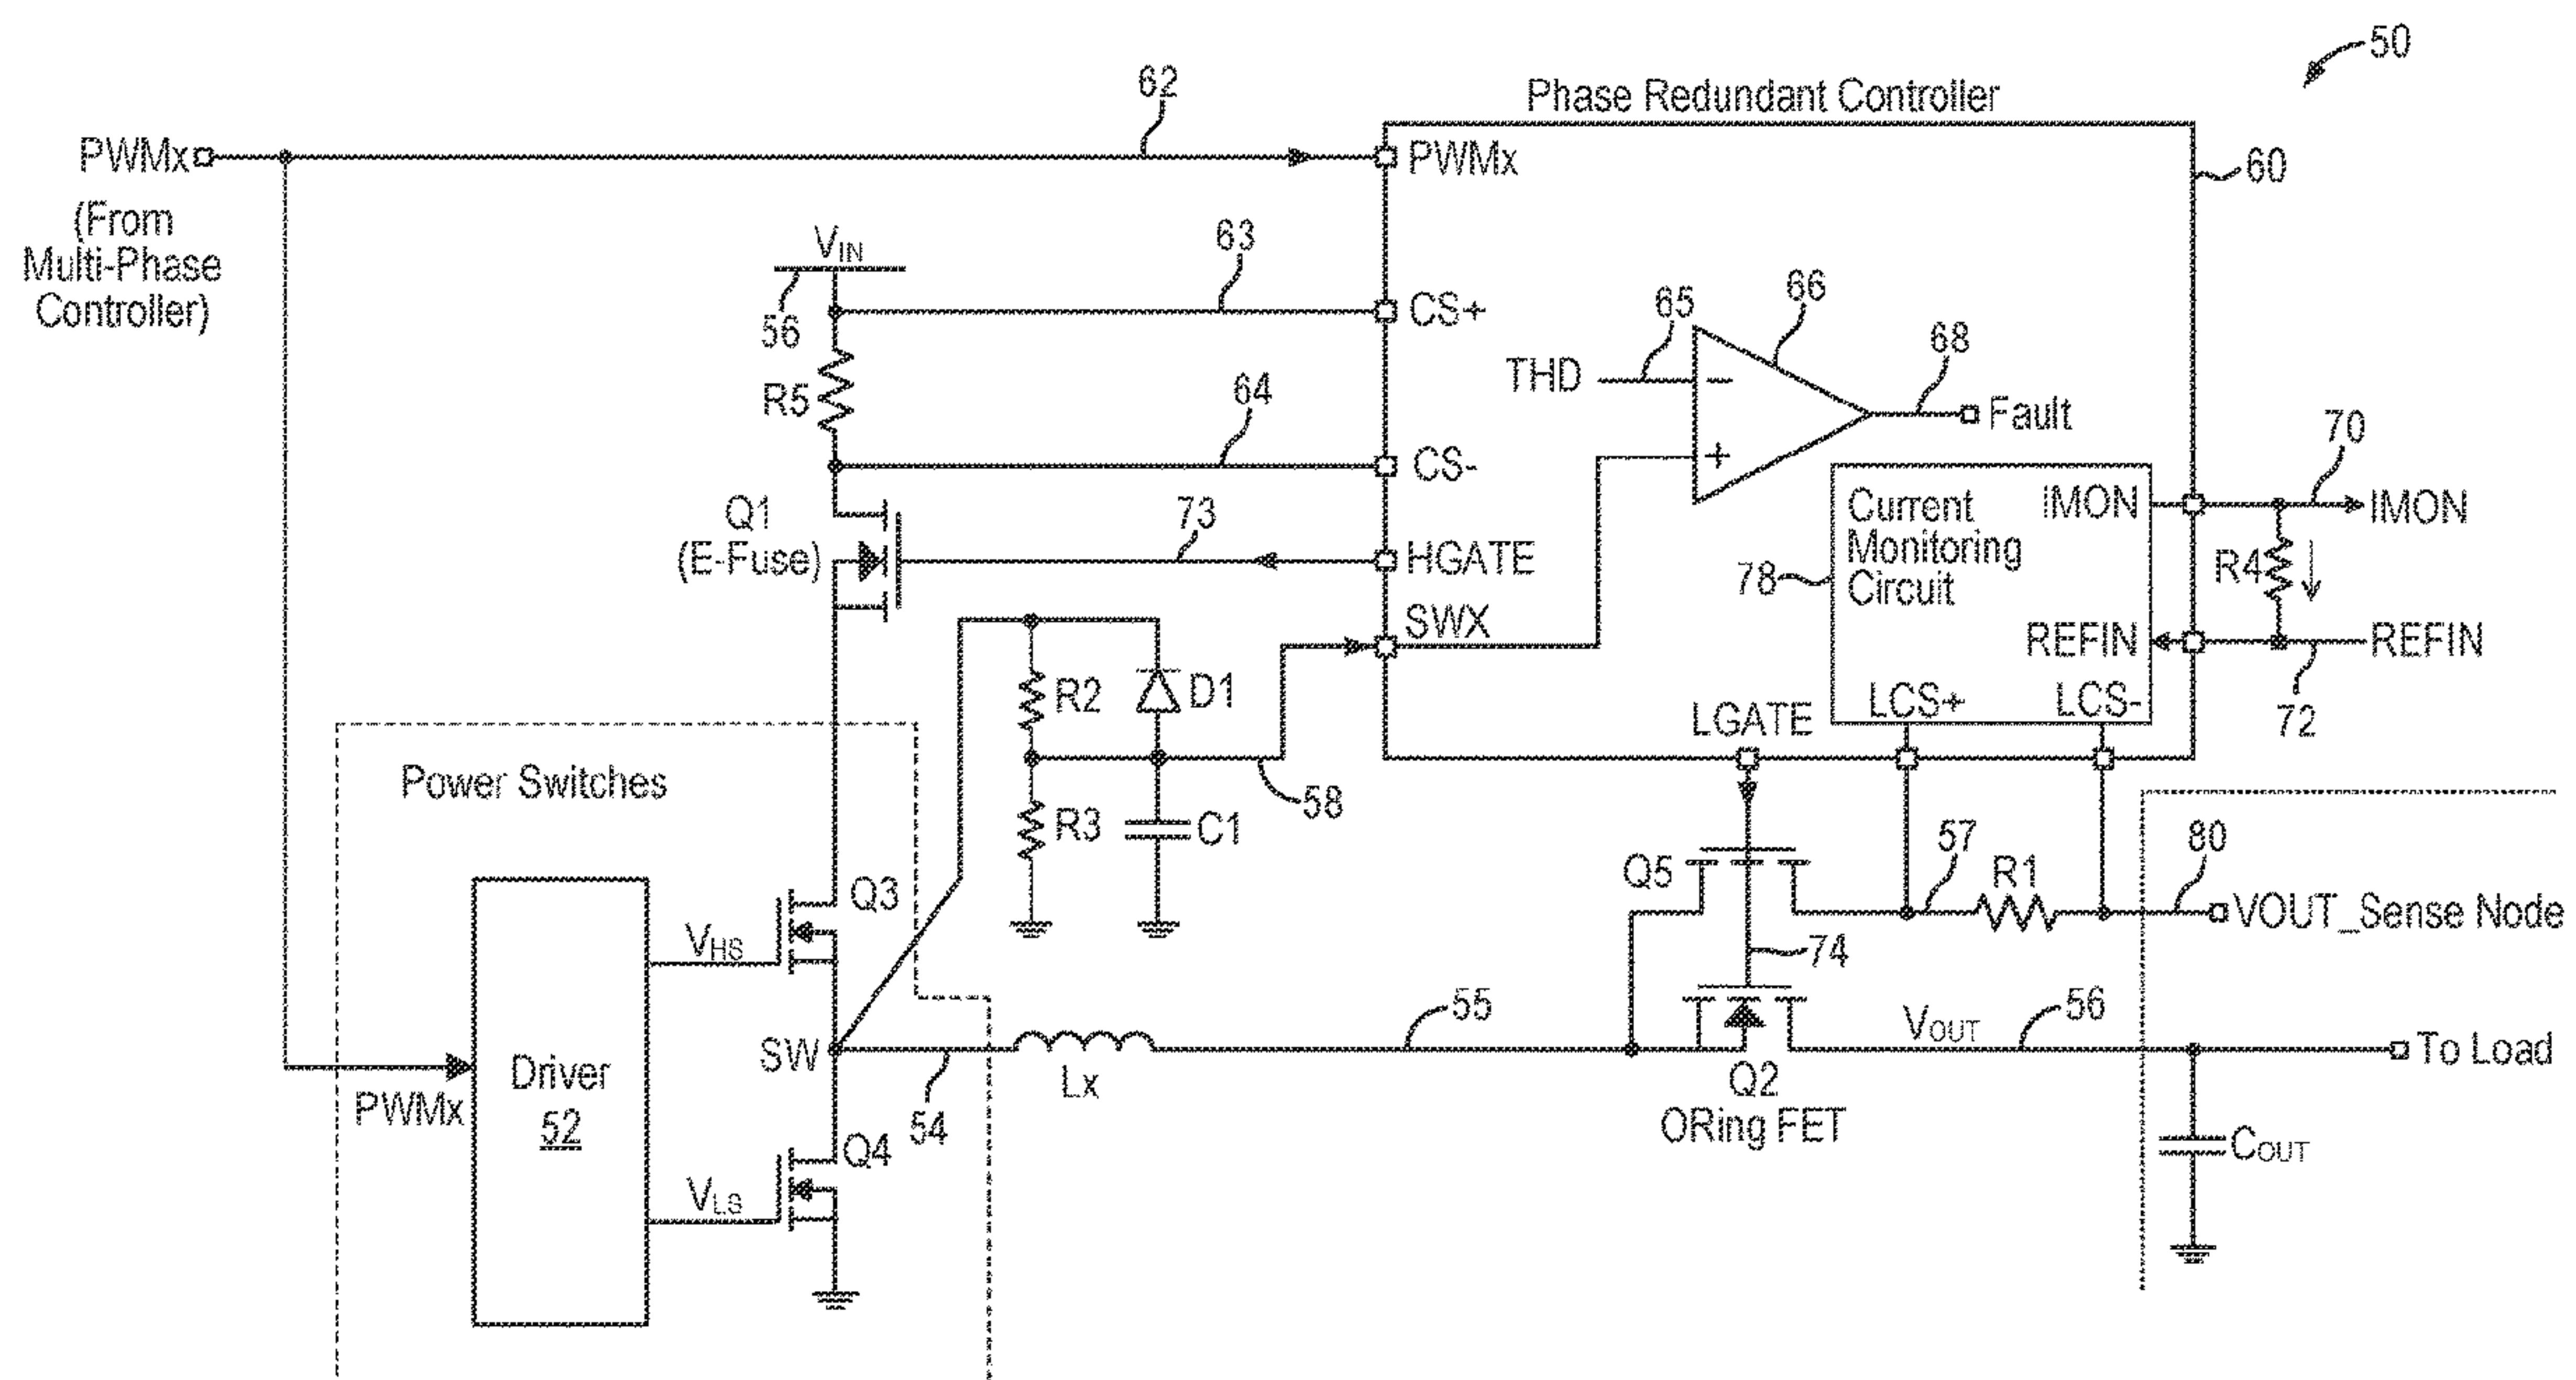 50
62
Phase Redundant Controller
PWMx
PWMx
60
(From
Multi-Phase
Controller)
VIN
56
63
CS+
R5
64
CS-
65
66
68
THD
−
+
Fault
Q1
(E-Fuse)
73
HGATE
SWX
Current
Monitoring
Circuit
78
IMON
REFIN
LCS+
LCS-
70
IMON
R4
REFIN
72
LGATE
R2
D1
R3
C1
58
Power Switches
Q3
VHS
Driver
52
PWMx
SW
54
Q4
VLS
Lx
55
Q5
74
57
R1
80
VOUT_Sense Node
Q2
ORing FET
VOUT
56
To Load
COUT